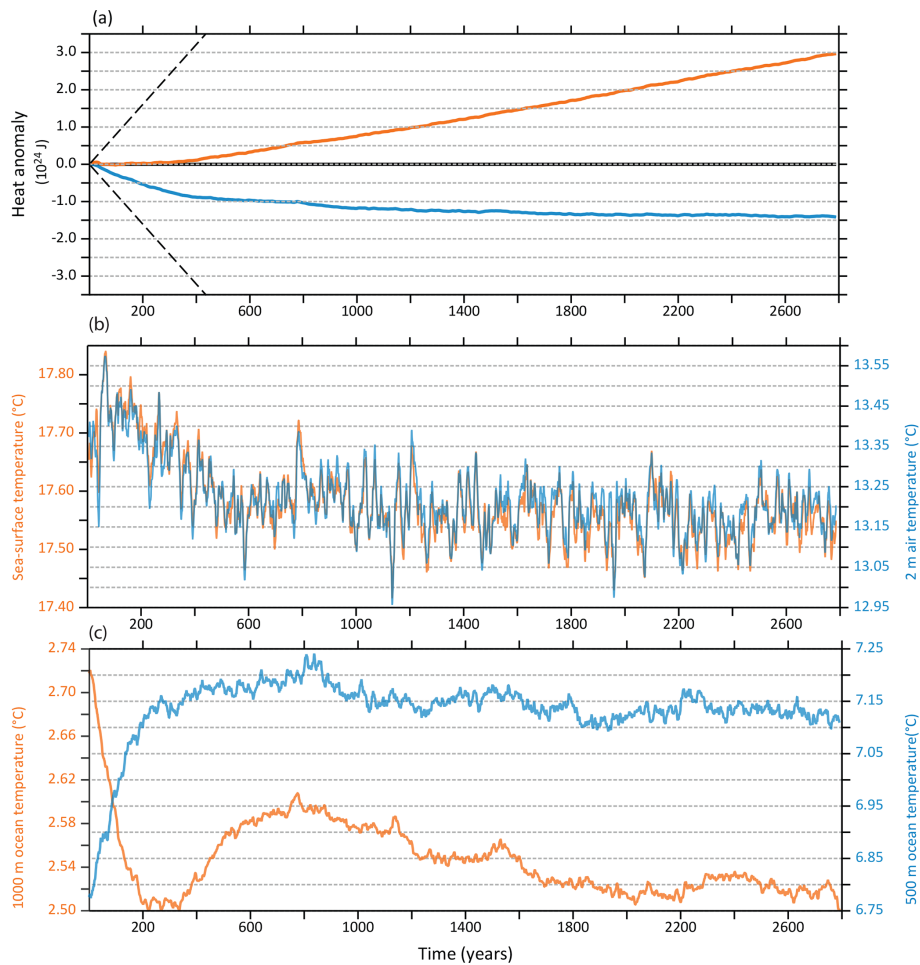 (a)
3.0
2.0
1.0
0.0
-1.0
-2.0
-3.0
Heat anomaly
(10²⁴ J)
200 600 1000 1400 1800 2200 2600
(b)
17.80
17.70
17.60
17.50
17.40
Sea-surface temperature (°C)
13.55
13.45
13.35
13.25
13.15
13.05
12.95
2 m air temperature (°C)
200 600 1000 1400 1800 2200 2600
(c)
2.74
2.70
2.66
2.62
2.58
2.54
2.50
1000 m ocean temperature (°C)
7.25
7.15
7.05
6.95
6.85
6.75
500 m ocean temperature(°C)
200 600 1000 1400 1800 2200 2600
Time (years)